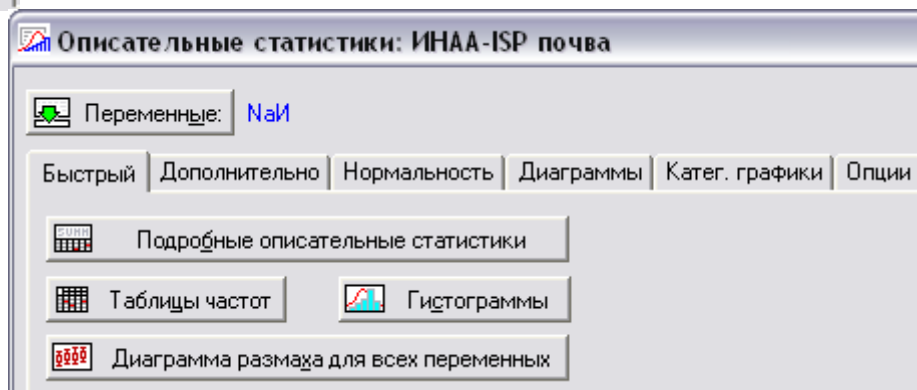 Описательные статистики: ИНАА-ISP почва
Переменные: NaИ
Быстрый Дополнительно Нормальность Диаграммы Катег. графики Опции
SUMM Подробные описательные статистики
Таблицы частот Гистограммы
Диаграмма размаха для всех переменных